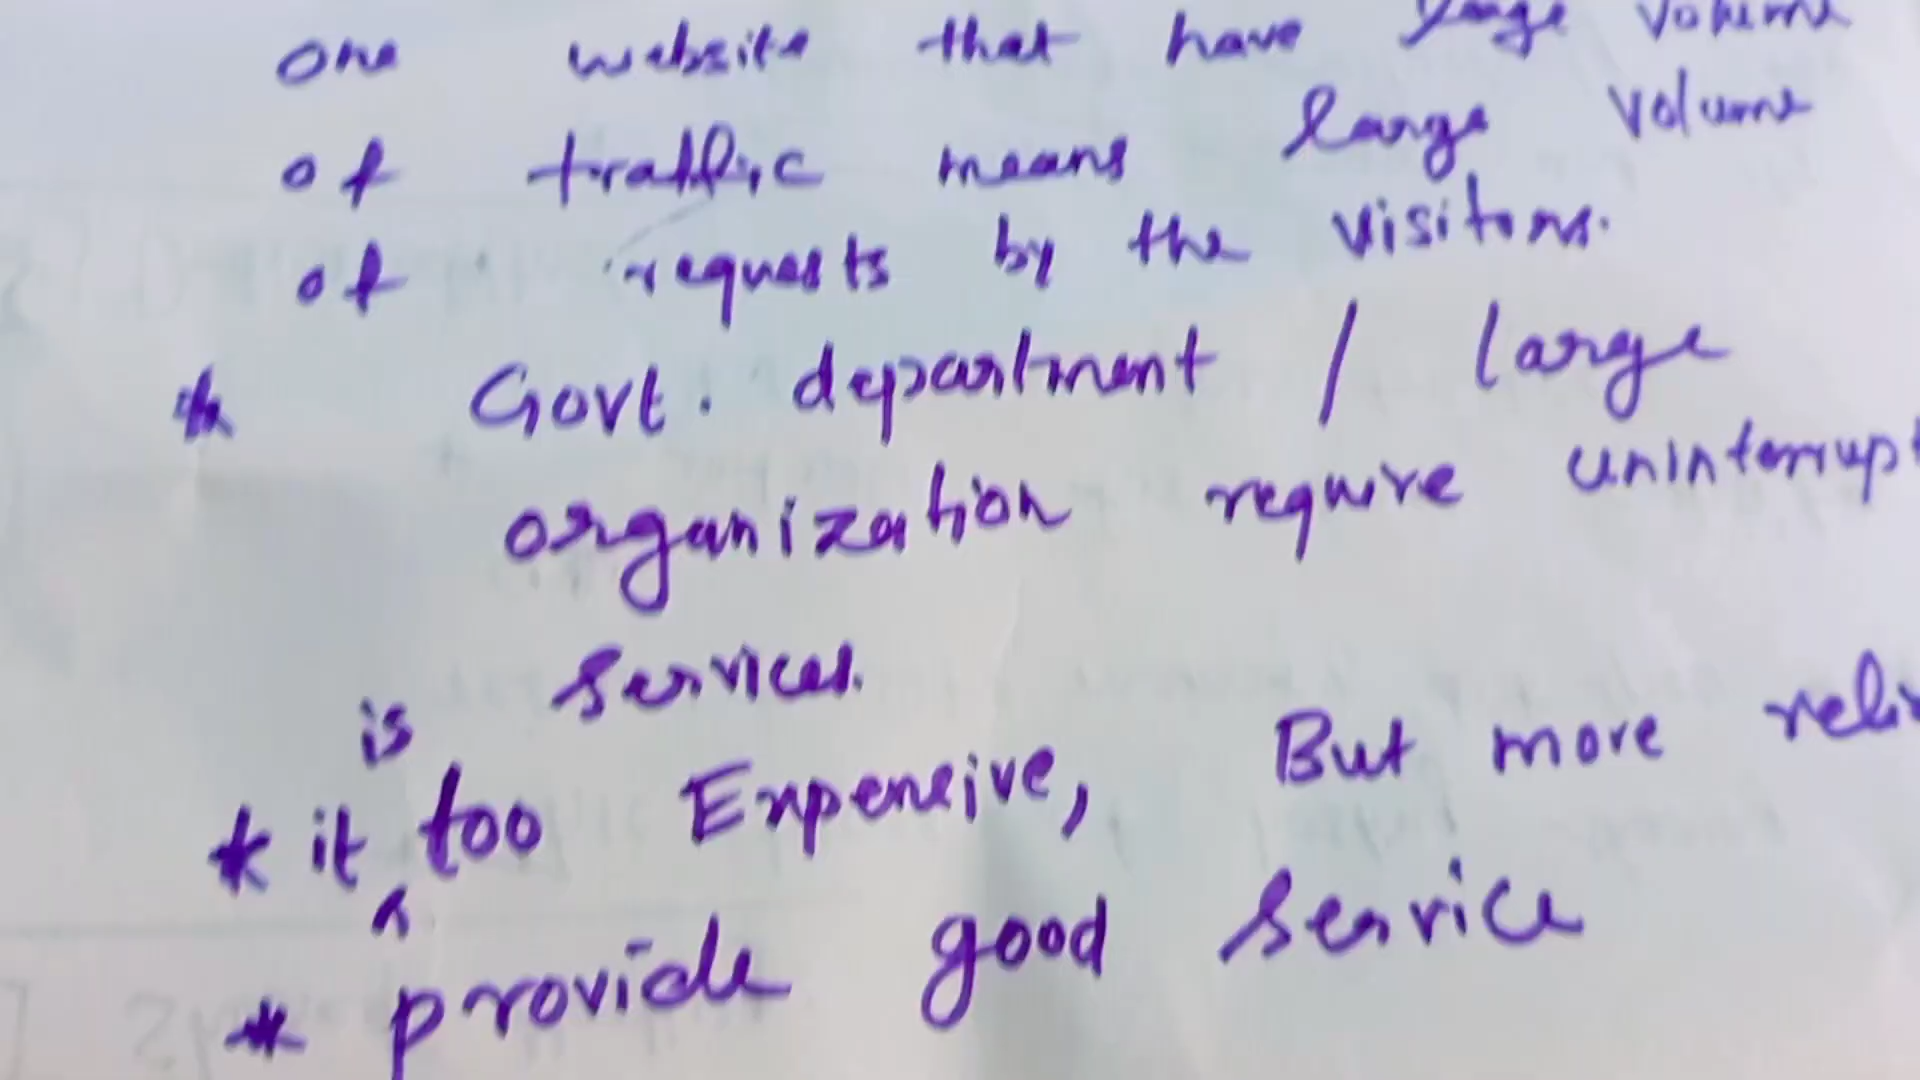 one website that have large volume
of traffic means large volume
of requests by the visitors.
* Govt. department / large
organization require uninterrupt
services.
* it is too Expensive, But more reli
* provide good service